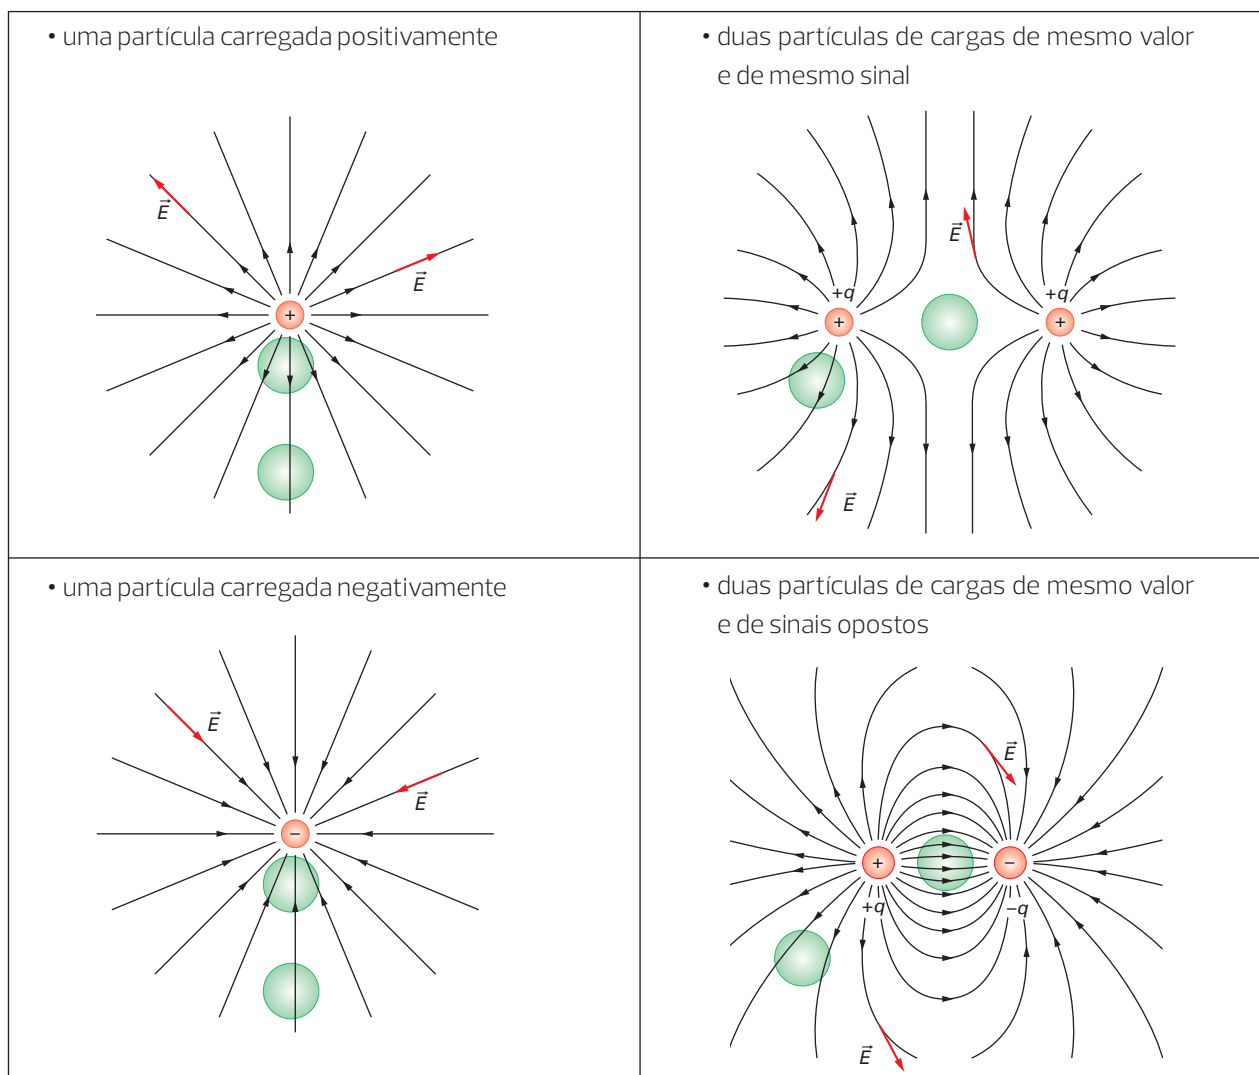 • uma partícula carregada positivamente
E
E
+
• duas partículas de cargas de mesmo valor
e de mesmo sinal
E
+q
+q
+
+
E
• uma partícula carregada negativamente
E
E
–
• duas partículas de cargas de mesmo valor
e de sinais opostos
E
+
–
+q
–q
E